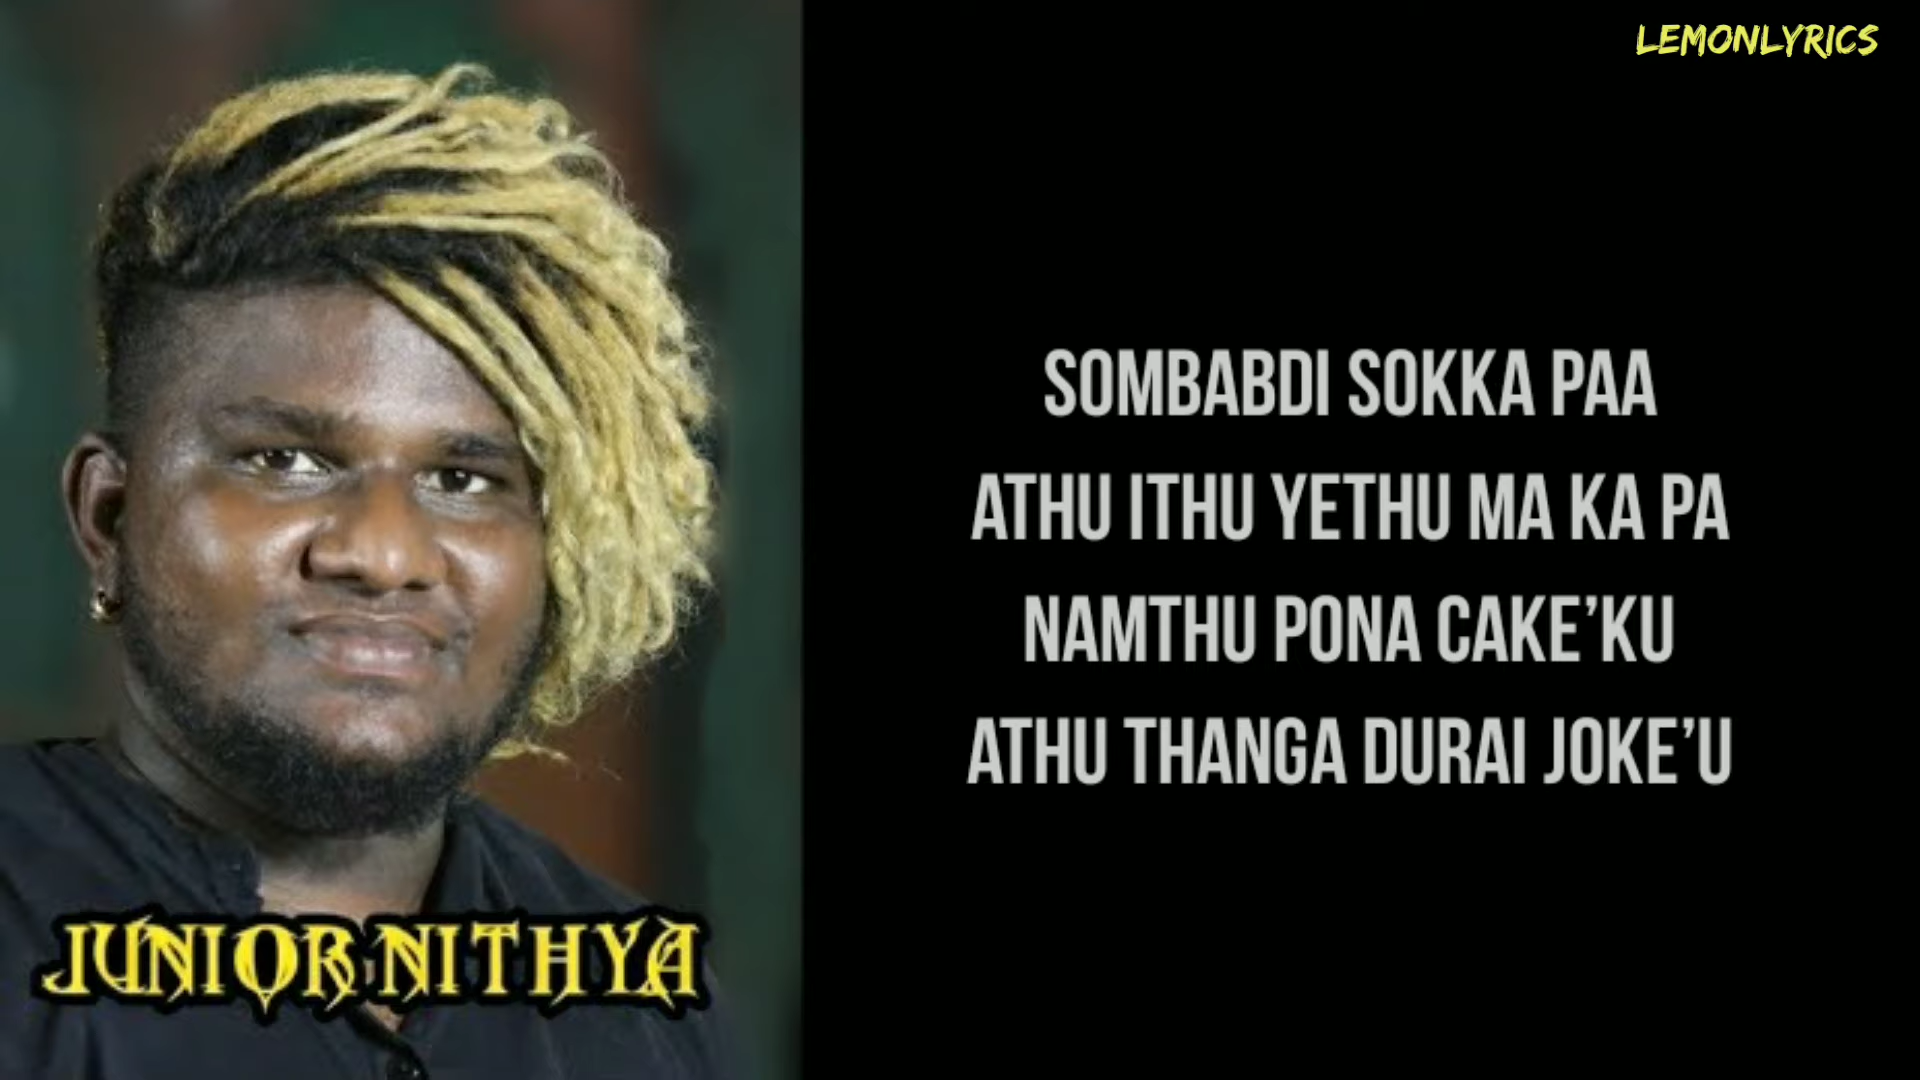 LEMONLYRICS
SOMBABDI SOKKA PAA
ATHU ITHU YETHU MA KA PA
NAMTHU PONA CAKE'KU
ATHU THANGA DURAI JOKE'U
JUNIOR NITHYA